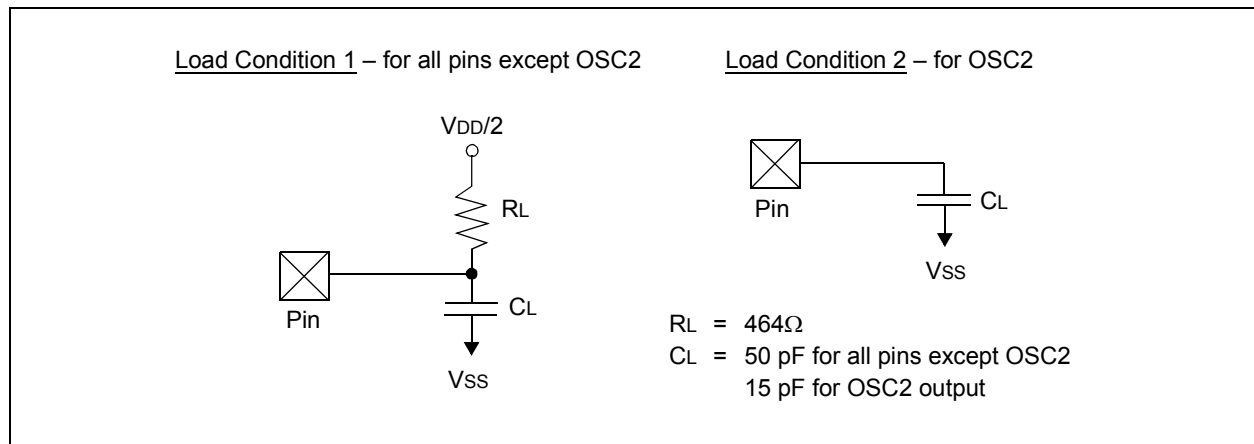 Load Condition 1 – for all pins except OSC2
VDD/2
RL
Pin
CL
VSS
Load Condition 2 – for OSC2
Pin
CL
VSS
RL = 464Ω
CL = 50 pF for all pins except OSC2
15 pF for OSC2 output